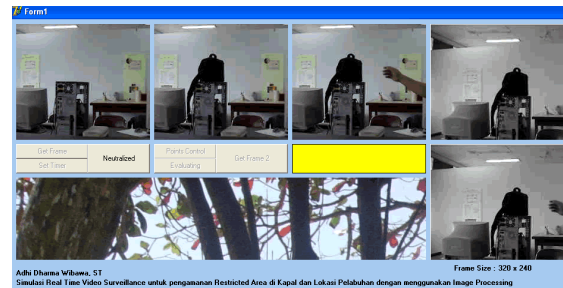 Form1
Get Frame
Set Timer
Neutralized
Points Control
Evaluating
Get Frame 2
Frame Size : 320 x 240
Adhi Dharma Wibawa, ST
Simulasi Real Time Video Surveillance untuk pengamanan Restricted Area di Kapal dan Lokasi Pelabuhan dengan menggunakan Image Processing